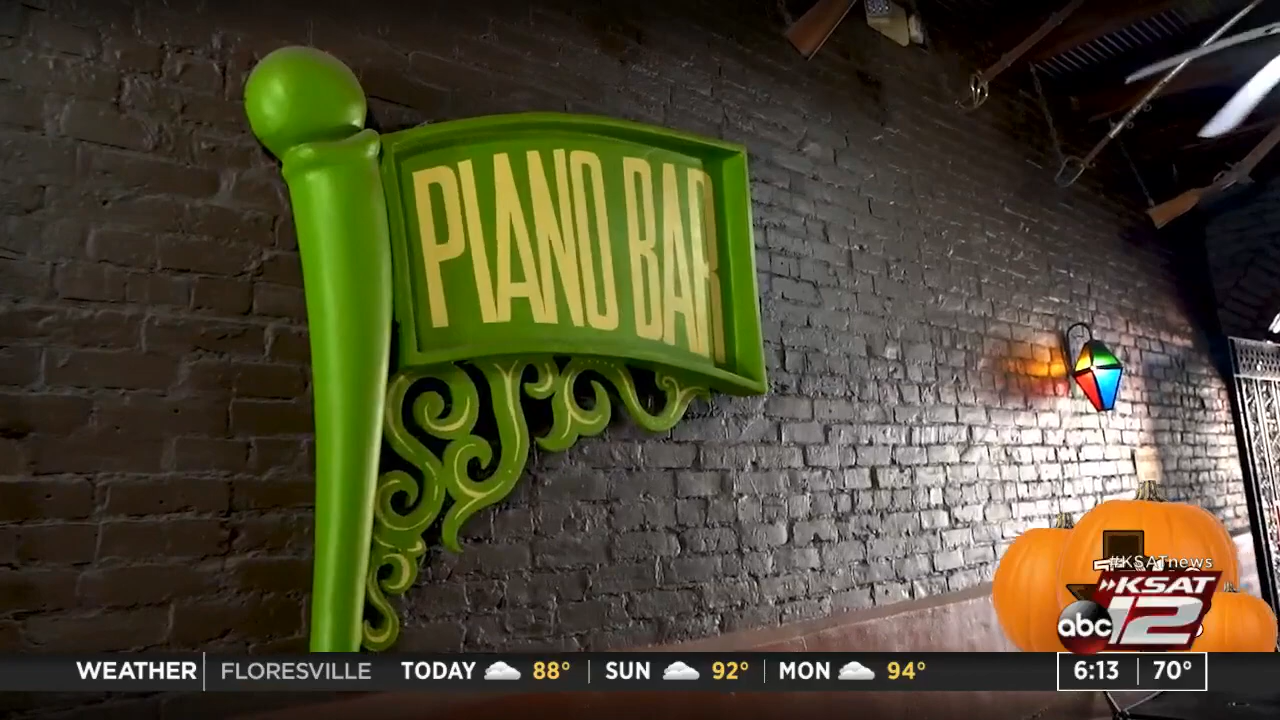 PIANO BAR
#KSATnews
KSAT
abc 12
WEATHER FLORESVILLE TODAY 88° SUN 92° MON 94° 6:13 70°